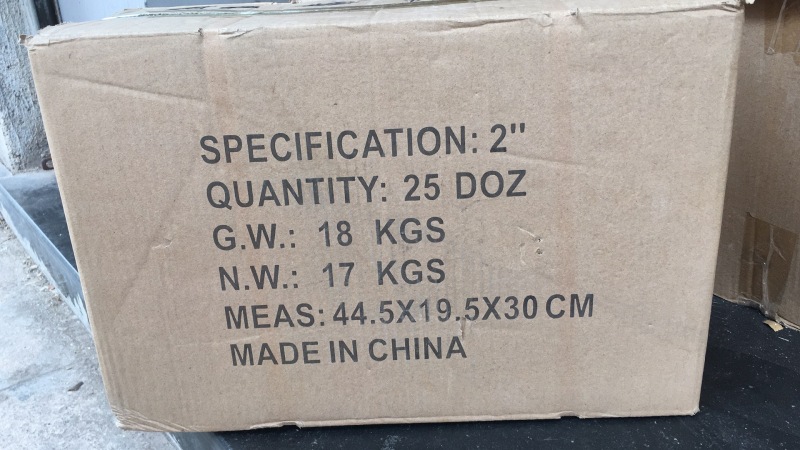 SPECIFICATION: 2"
QUANTITY: 25 DOZ
G.W.: 18 KGS
N.W.: 17 KGS
MEAS: 44.5X19.5X30 CM
MADE IN CHINA